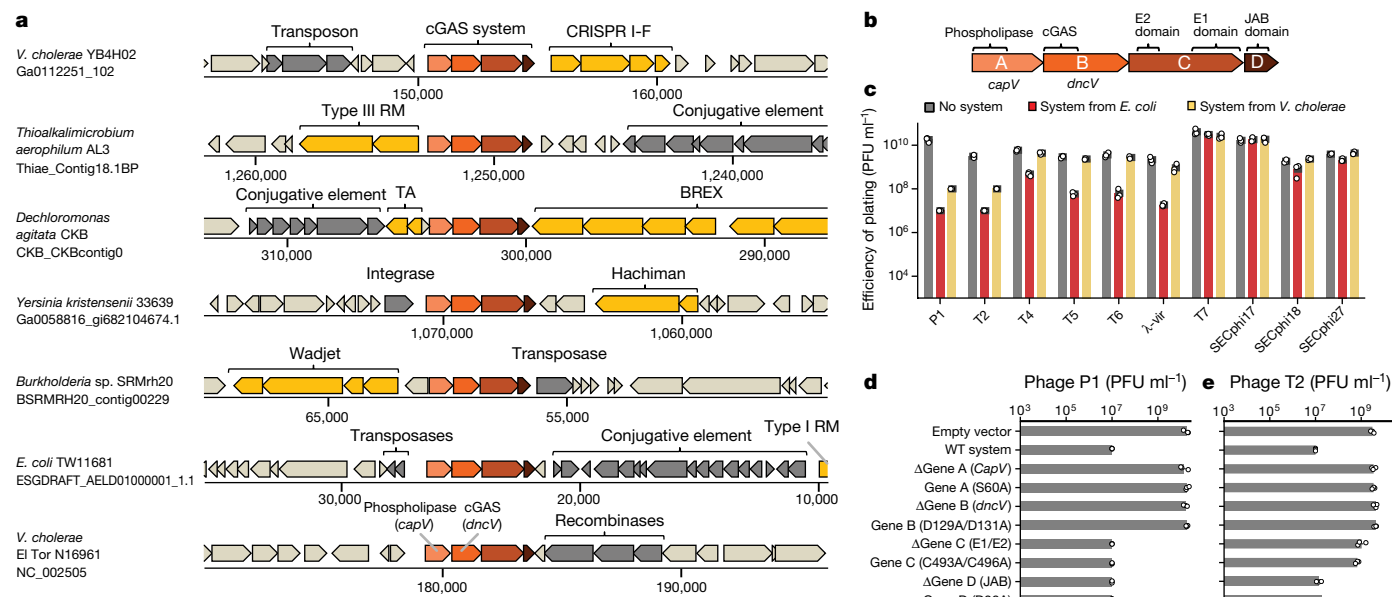 a
Transposon
cGAS system
CRISPR I-F
V. cholerae YB4H02
Ga0112251_102
150,000
160,000
Type III RM
Conjugative element
Thioalkalimicrobium
aerophilum AL3
Thiae_Contig18.1BP
1,260,000
1,250,000
1,240,000
Conjugative element
TA
BREX
Dechloromonas
agitata CKB
CKB_CKBcontig0
310,000
300,000
290,000
Integrase
Hachiman
Yersinia kristensenii 33639
Ga0058816_gi682104674.1
1,070,000
1,060,000
Wadjet
Transposase
Burkholderia sp. SRMrh20
BSRMRH20_contig00229
65,000
55,000
Transposases
Conjugative element
Type I RM
E. coli TW11681
ESGDRAFT_AELD01000001_1.1
30,000
20,000
10,000
Phospholipase
(capV)
cGAS
(dncV)
Recombinases
V. cholerae
El Tor N16961
NC_002505
180,000
190,000
b
Phospholipase
cGAS
E2
domain
E1
domain
JAB
domain
A
B
C
D
capV
dncV
c
No system
System from E. coli
System from V. cholerae
Efficiency of plating (PFU ml–1)
10¹⁰
10⁸
10⁶
10⁴
P1
T2
T4
T5
T6
λ-vir
T7
SECphi17
SECphi18
SECphi27
d
Phage P1 (PFU ml–1)
10³
10⁵
10⁷
10⁹
e
Phage T2 (PFU ml–1)
10³
10⁵
10⁷
10⁹
Empty vector
WT system
ΔGene A (CapV)
Gene A (S60A)
ΔGene B (dncV)
Gene B (D129A/D131A)
ΔGene C (E1/E2)
Gene C (C493A/C496A)
ΔGene D (JAB)